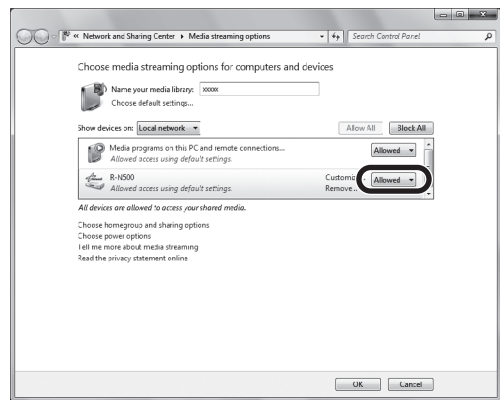 « Network and Sharing Center ▸ Media streaming options
Search Control Panel
Choose media streaming options for computers and devices
Name your media library: xxxxx
Choose default settings...
Show devices on: Local network
Allow All Block All
Media programs on this PC and remote connections...
Allowed access using default settings.
Allowed
R-N500
Allowed access using default settings.
Remove...
Allowed
All devices are allowed to access your shared media.
Choose homegroup and sharing options
Choose power options
Tell me more about media streaming
Read the privacy statement online
OK Cancel